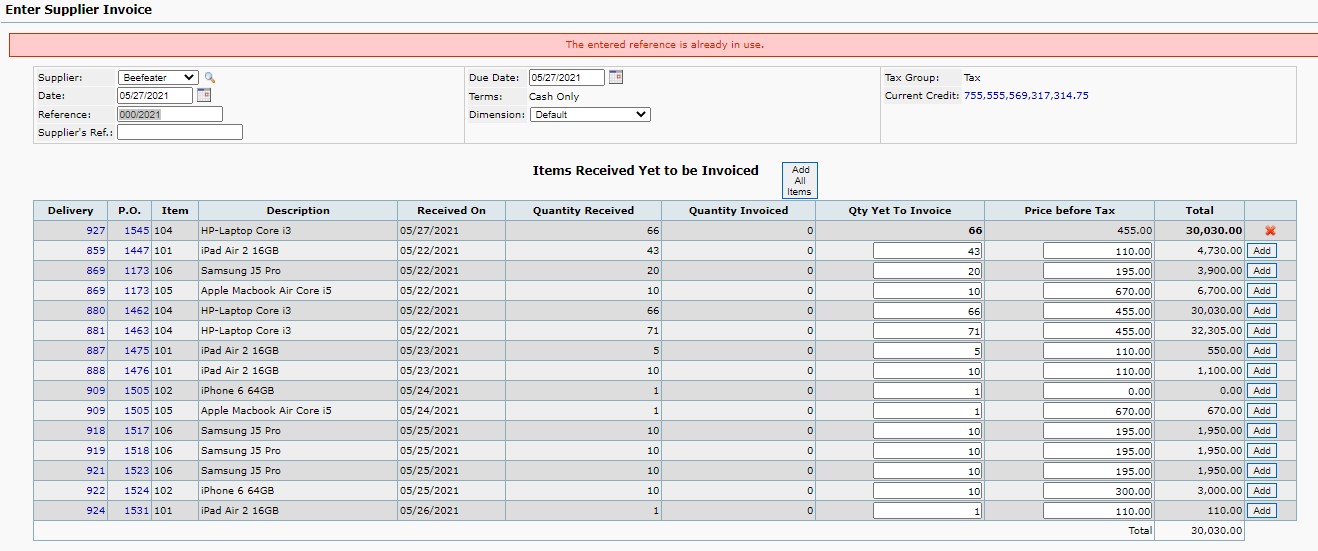 Enter Supplier Invoice
The entered reference is already in use.
Supplier: Beefeater Due Date: 05/27/2021 Tax Group: Tax
Date: 05/27/2021 Terms: Cash Only Current Credit: 755,555,569,317,314.75
Reference: 000/2021 Dimension: Default
Supplier's Ref.:
Items Received Yet to be Invoiced Add All Items
Delivery P.O. Item Description Received On Quantity Received Quantity Invoiced Qty Yet To Invoice Price before Tax Total
927 1545 104 HP-Laptop Core i3 05/27/2021 66 0 66 455.00 30,030.00
859 1447 101 iPad Air 2 16GB 05/22/2021 43 0 43 110.00 4,730.00 Add
869 1173 106 Samsung J5 Pro 05/22/2021 20 0 20 195.00 3,900.00 Add
869 1173 105 Apple Macbook Air Core i5 05/22/2021 10 0 10 670.00 6,700.00 Add
880 1462 104 HP-Laptop Core i3 05/22/2021 66 0 66 455.00 30,030.00 Add
881 1463 104 HP-Laptop Core i3 05/22/2021 71 0 71 455.00 32,305.00 Add
887 1475 101 iPad Air 2 16GB 05/23/2021 5 0 5 110.00 550.00 Add
888 1476 101 iPad Air 2 16GB 05/23/2021 10 0 10 110.00 1,100.00 Add
909 1505 102 iPhone 6 64GB 05/24/2021 1 0 1 0.00 0.00 Add
909 1505 105 Apple Macbook Air Core i5 05/24/2021 1 0 1 670.00 670.00 Add
918 1517 106 Samsung J5 Pro 05/25/2021 10 0 10 195.00 1,950.00 Add
919 1518 106 Samsung J5 Pro 05/25/2021 10 0 10 195.00 1,950.00 Add
921 1523 106 Samsung J5 Pro 05/25/2021 10 0 10 195.00 1,950.00 Add
922 1524 102 iPhone 6 64GB 05/25/2021 10 0 10 300.00 3,000.00 Add
924 1531 101 iPad Air 2 16GB 05/26/2021 1 0 1 110.00 110.00 Add
Total 30,030.00